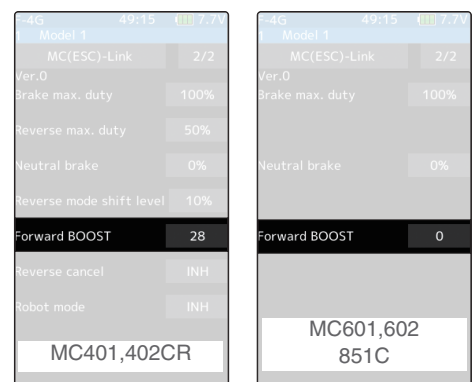 F-4G 49:15 7.7V
1 Model 1
MC(ESC)-Link 2/2
Ver.0
Brake max. duty 100%
Reverse max. duty 50%
Neutral brake 0%
Reverse mode shift level 10%
Forward BOOST 28
Reverse cancel INH
Robot mode INH
MC401,402CR
F-4G 49:15 7.7V
1 Model 1
MC(ESC)-Link 2/2
Ver.0
Brake max. duty 100%
Neutral brake 0%
Forward BOOST 0
MC601,602
851C